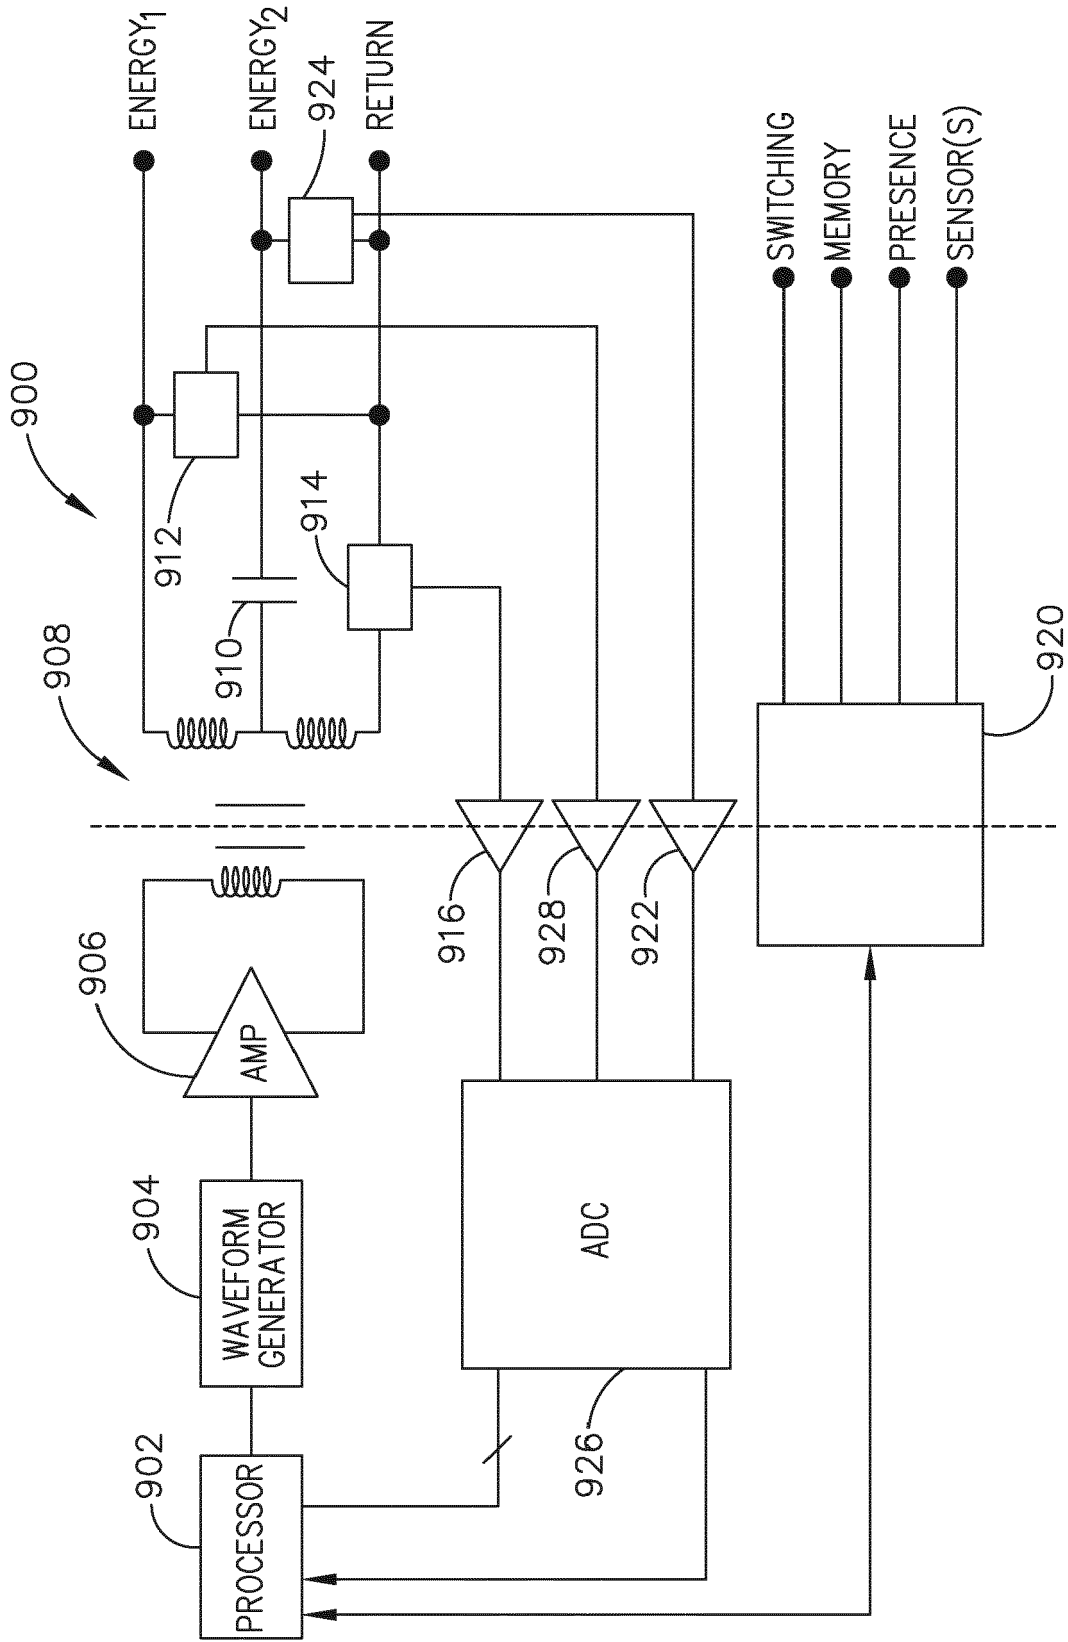 900
908
ENERGY1
ENERGY2
924
RETURN
912
910
914
906
AMP
904
WAVEFORM
GENERATOR
902
PROCESSOR
916
928
922
ADC
926
SWITCHING
MEMORY
PRESENCE
SENSOR(S)
920